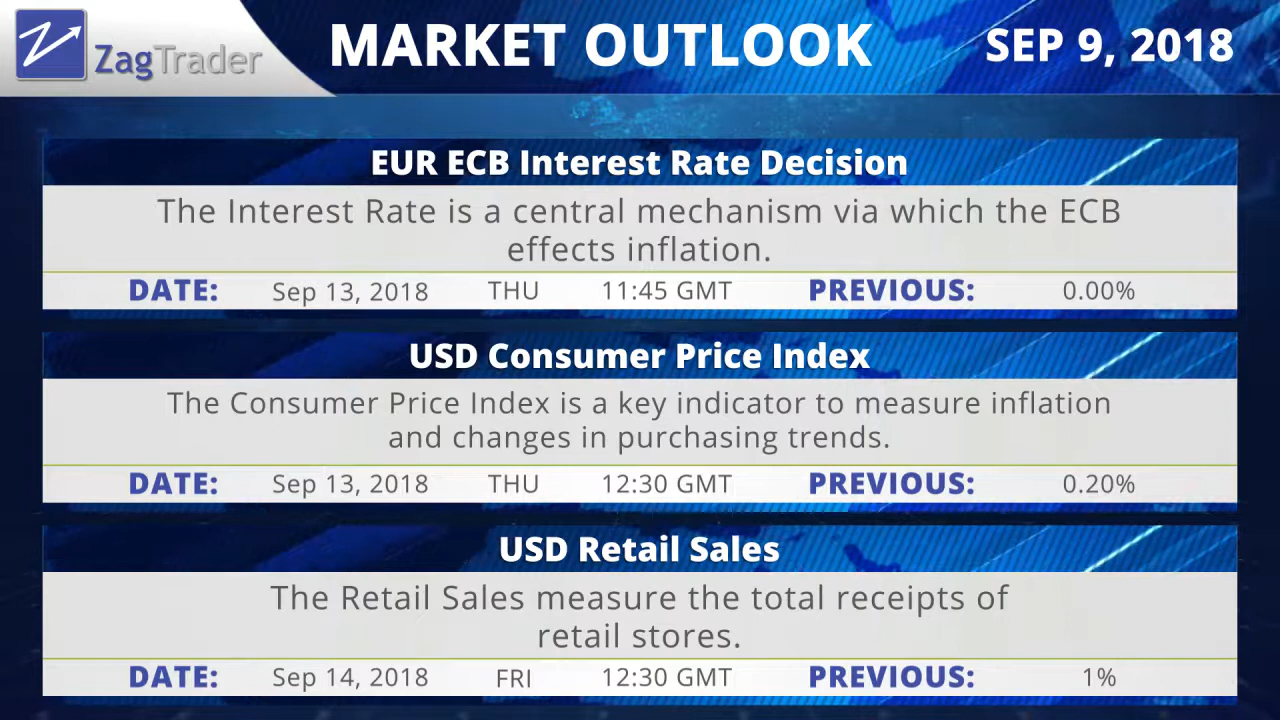 ZagTrader
MARKET OUTLOOK
SEP 9, 2018
EUR ECB Interest Rate Decision
The Interest Rate is a central mechanism via which the ECB
effects inflation.
DATE: Sep 13, 2018 THU 11:45 GMT PREVIOUS: 0.00%
USD Consumer Price Index
The Consumer Price Index is a key indicator to measure inflation
and changes in purchasing trends.
DATE: Sep 13, 2018 THU 12:30 GMT PREVIOUS: 0.20%
USD Retail Sales
The Retail Sales measure the total receipts of
retail stores.
DATE: Sep 14, 2018 FRI 12:30 GMT PREVIOUS: 1%